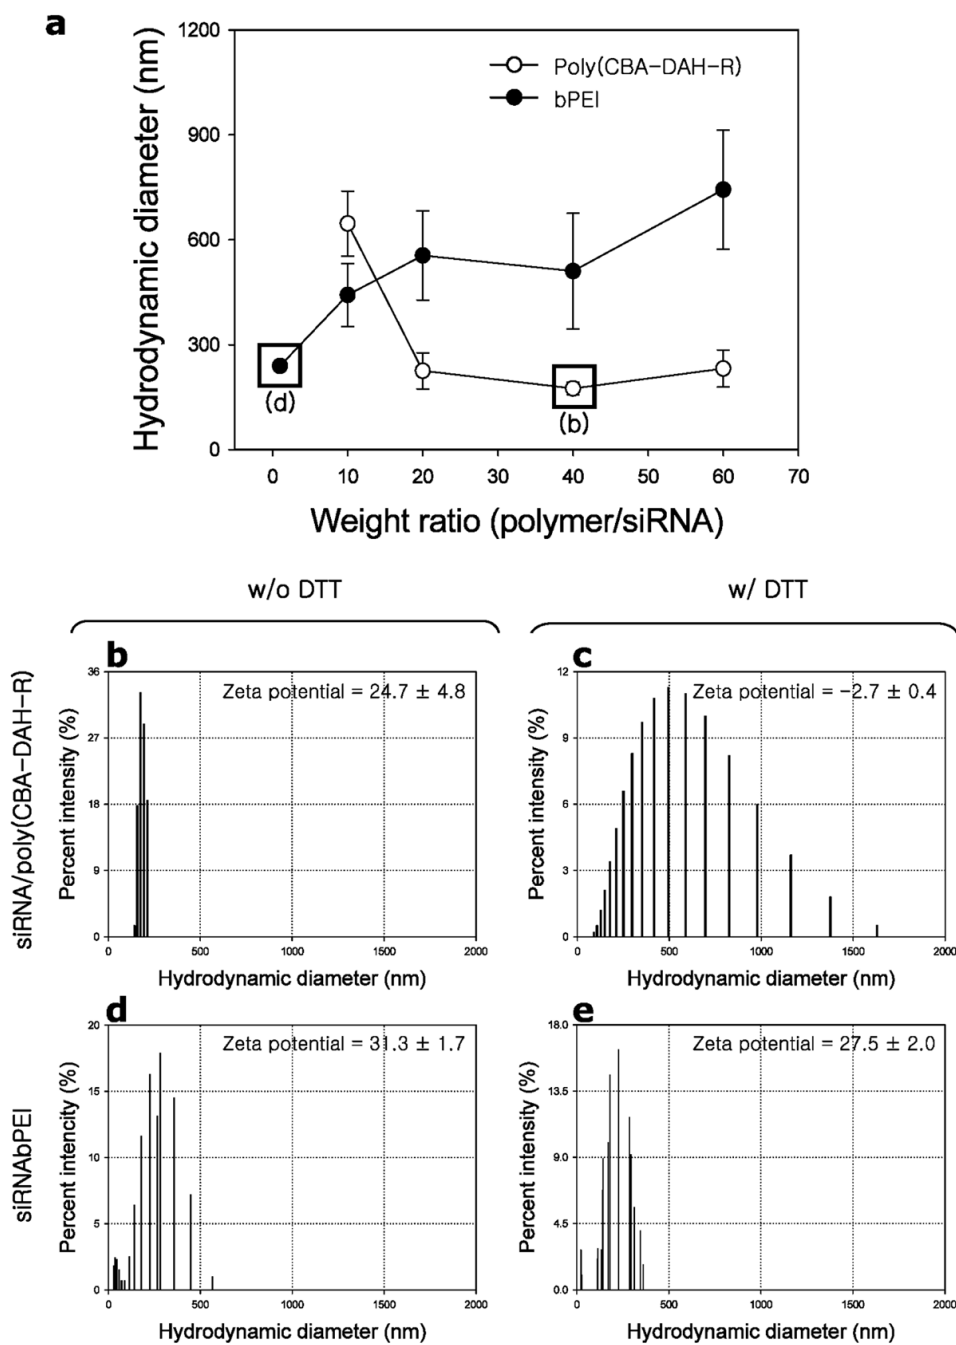 a
Hydrodynamic diameter (nm)
1200
900
600
300
0
Poly(CBA-DAH-R)
bPEI
(d)
(b)
0 10 20 30 40 50 60 70
Weight ratio (polymer/siRNA)
w/o DTT
w/ DTT
siRNA/poly(CBA-DAH-R)
b
Zeta potential = 24.7 ± 4.8
Percent intensity (%)
36
27
18
9
0
0 500 1000 1500 2000
Hydrodynamic diameter (nm)
c
Zeta potential = -2.7 ± 0.4
Percent intensity (%)
12
9
6
3
0
0 500 1000 1500 2000
Hydrodynamic diameter (nm)
siRNAbPEI
d
Zeta potential = 31.3 ± 1.7
Percent intencity (%)
20
15
10
5
0
0 500 1000 1500 2000
Hydrodynamic diameter (nm)
e
Zeta potential = 27.5 ± 2.0
Percent intensity (%)
18.0
13.5
9.0
4.5
0.0
0 500 1000 1500 2000
Hydrodynamic diameter (nm)